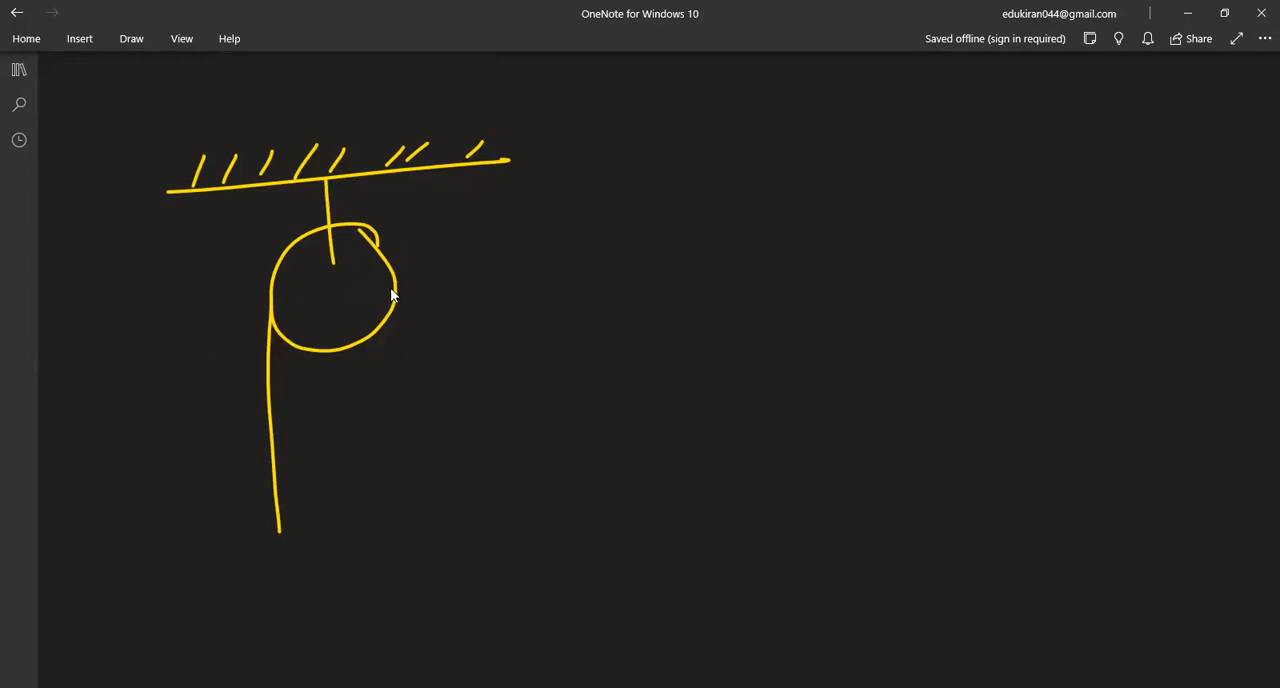 OneNote for Windows 10
edukiran044@gmail.com
Home Insert Draw View Help
Saved offline (sign in required) Share